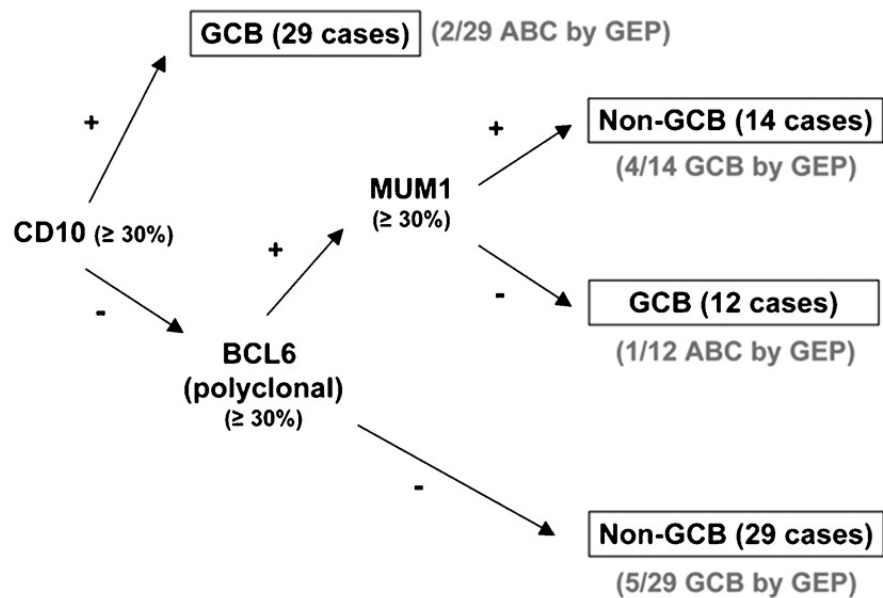 GCB (29 cases) (2/29 ABC by GEP)
+
+
Non-GCB (14 cases)
(4/14 GCB by GEP)
MUM1
(≥ 30%)
CD10 (≥ 30%)
+
-
-
GCB (12 cases)
(1/12 ABC by GEP)
BCL6
(polyclonal)
(≥ 30%)
-
Non-GCB (29 cases)
(5/29 GCB by GEP)